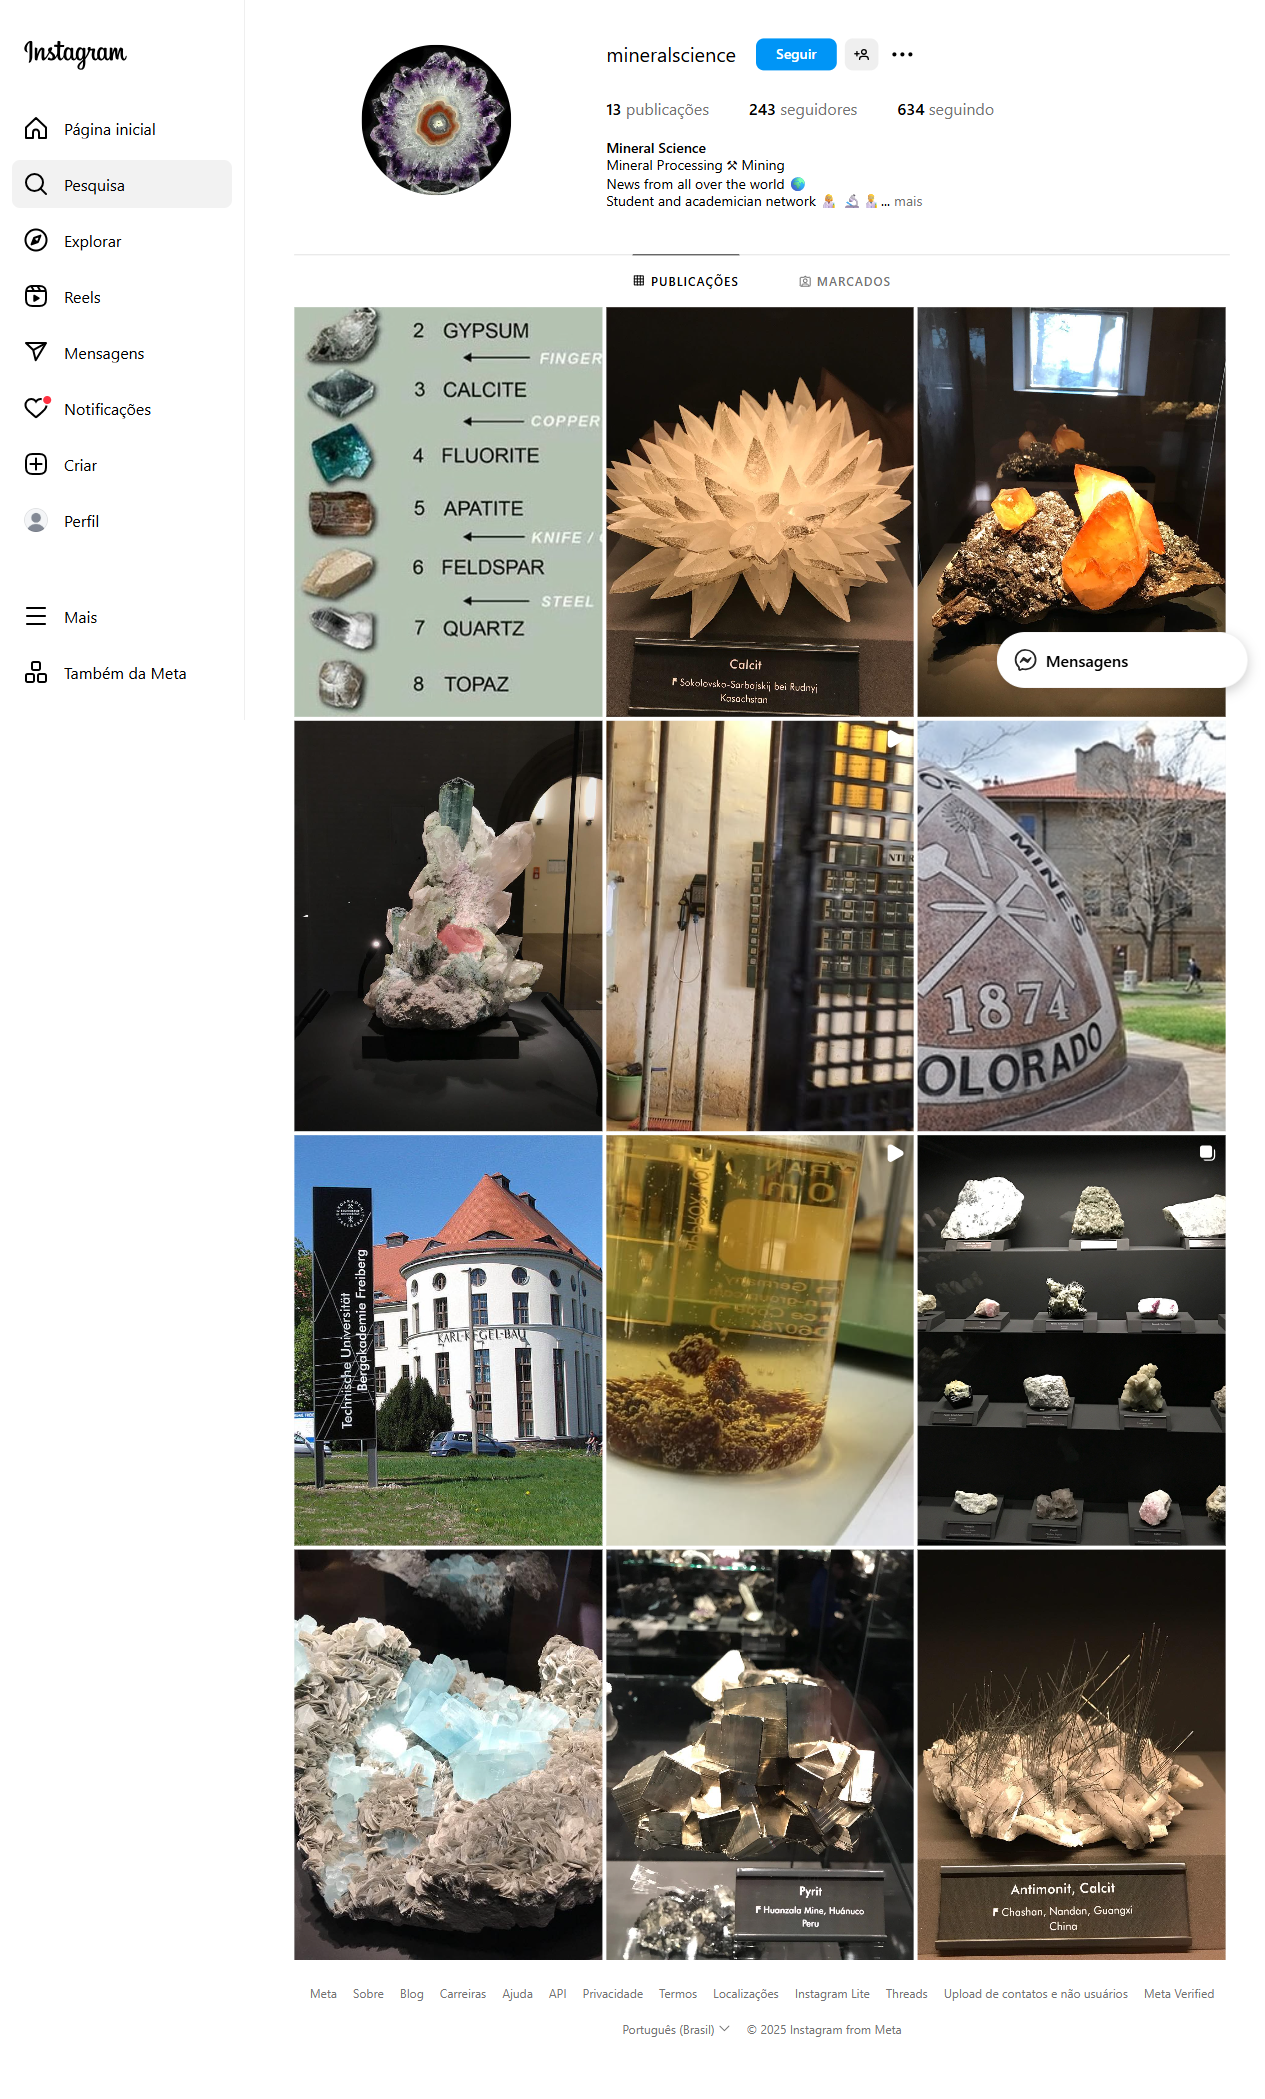 Instagram
Página inicial
Pesquisa
Explorar
Reels
Mensagens
Notificações
Criar
Perfil
Mais
Também da Meta
mineralscience
Seguir
13 publicações 243 seguidores 634 seguindo
Mineral Science
Mineral Processing ⚒ Mining
News from all over the world 🌍
Student and academician network 👩‍🔬 🔬 👨‍🔬... mais
PUBLICAÇÕES MARCADOS
2 GYPSUM
FINGER
3 CALCITE
COPPER
4 FLUORITE
5 APATITE
KNIFE /
6 FELDSPAR
STEEL
7 QUARTZ
8 TOPAZ
Calcit
Sokolovsko-Sarbajskij bei Rudnyj
Kasachstan
Mensagens
NTER
OF
MINES
1874
OLORADO
Technische Universität
Bergakademie Freiberg
KARL-KEGEL-BAU
Germany
Pyrit
Huanzala Mine, Huánuco
Peru
Antimonit, Calcit
Chashan, Nandan, Guangxi
China
Meta Sobre Blog Carreiras Ajuda API Privacidade Termos Localizações Instagram Lite Threads Upload de contatos e não usuários Meta Verified
Português (Brasil) © 2025 Instagram from Meta